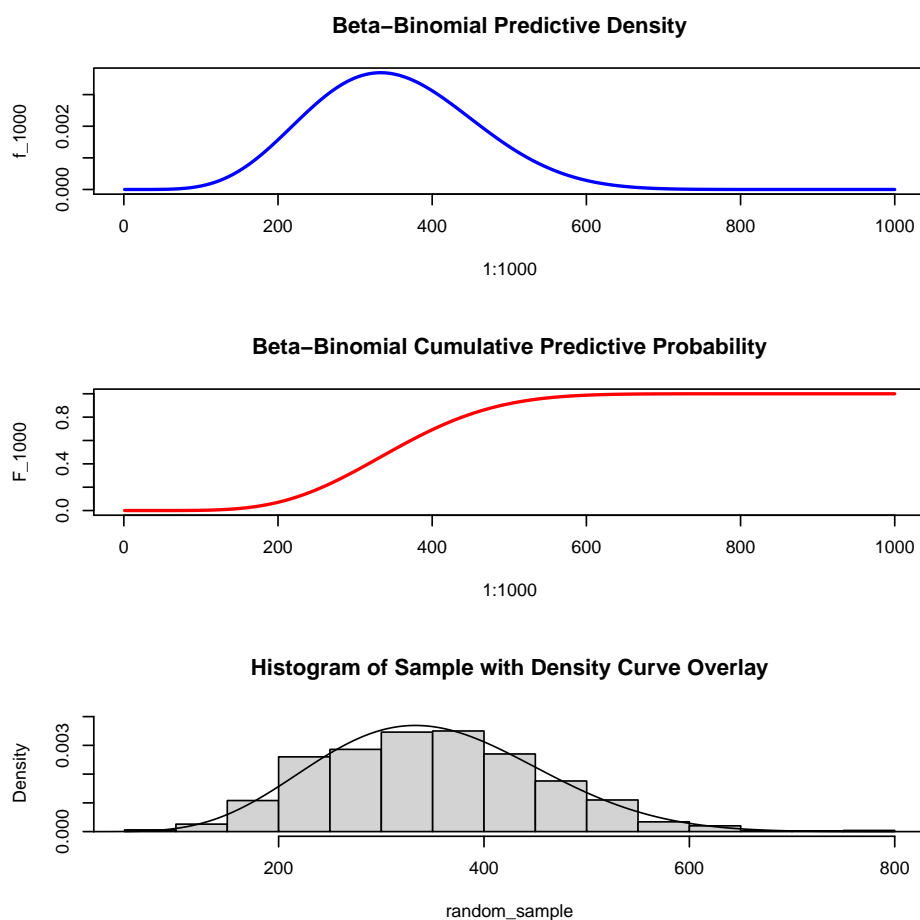 Beta−Binomial Predictive Density
f_1000
0.000 0.002
0 200 400 600 800 1000
1:1000
Beta−Binomial Cumulative Predictive Probability
F_1000
0.0 0.4 0.8
0 200 400 600 800 1000
1:1000
Histogram of Sample with Density Curve Overlay
Density
0.000 0.003
200 400 600 800
random_sample